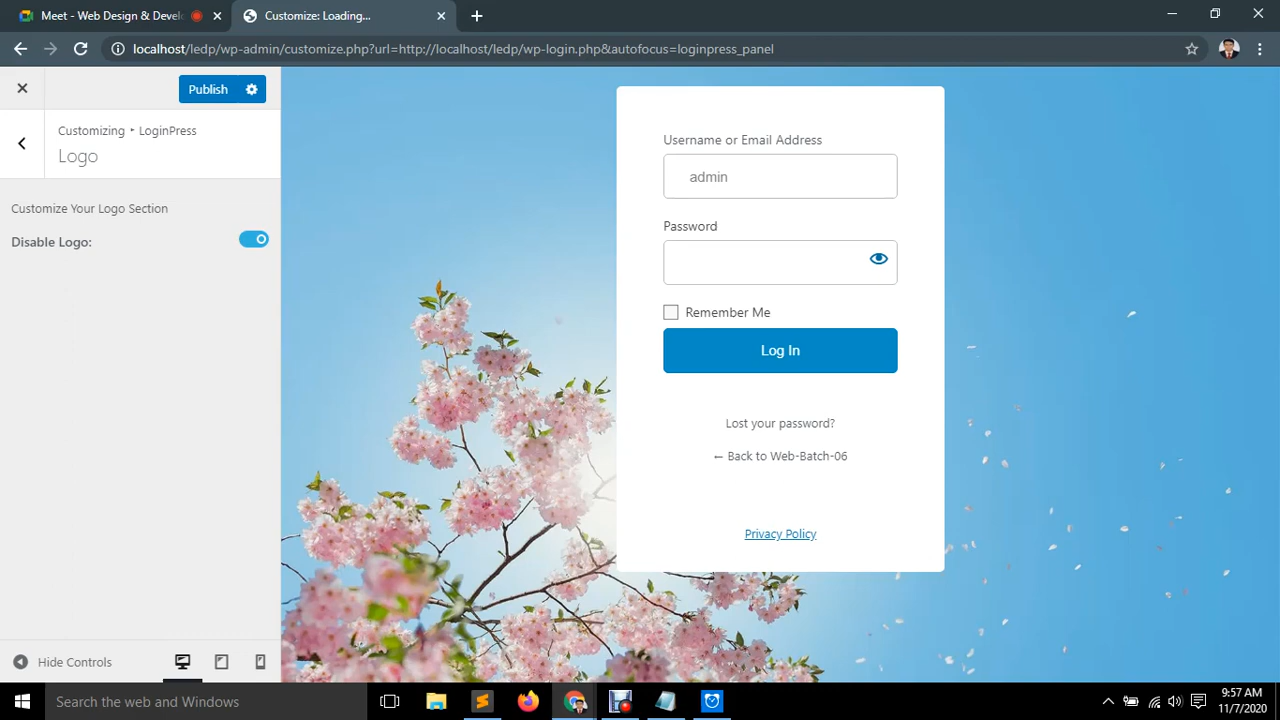 Meet - Web Design & Develo
Customize: Loading...
localhost/ledp/wp-admin/customize.php?url=http://localhost/ledp/wp-login.php&autofocus=loginpress_panel
Publish
Customizing ‣ LoginPress
Logo
Customize Your Logo Section
Disable Logo:
Hide Controls
Username or Email Address
admin
Password
Remember Me
Log In
Lost your password?
← Back to Web-Batch-06
Privacy Policy
Search the web and Windows
9:57 AM
11/7/2020